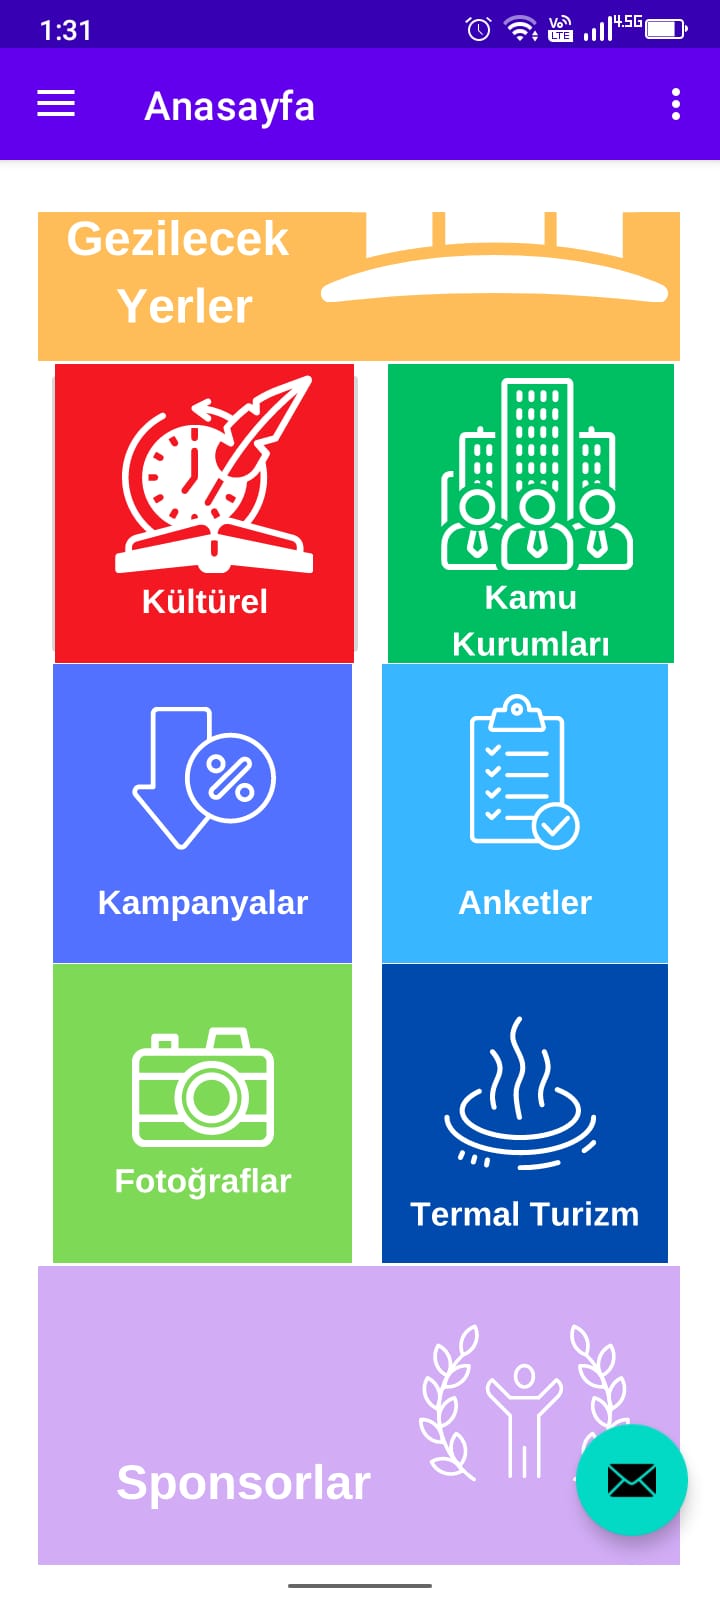 1:31
Vo
LTE
4.5G
Anasayfa
Gezilecek
Yerler
Kültürel
Kamu
Kurumları
Kampanyalar
Anketler
Fotoğraflar
Termal Turizm
Sponsorlar